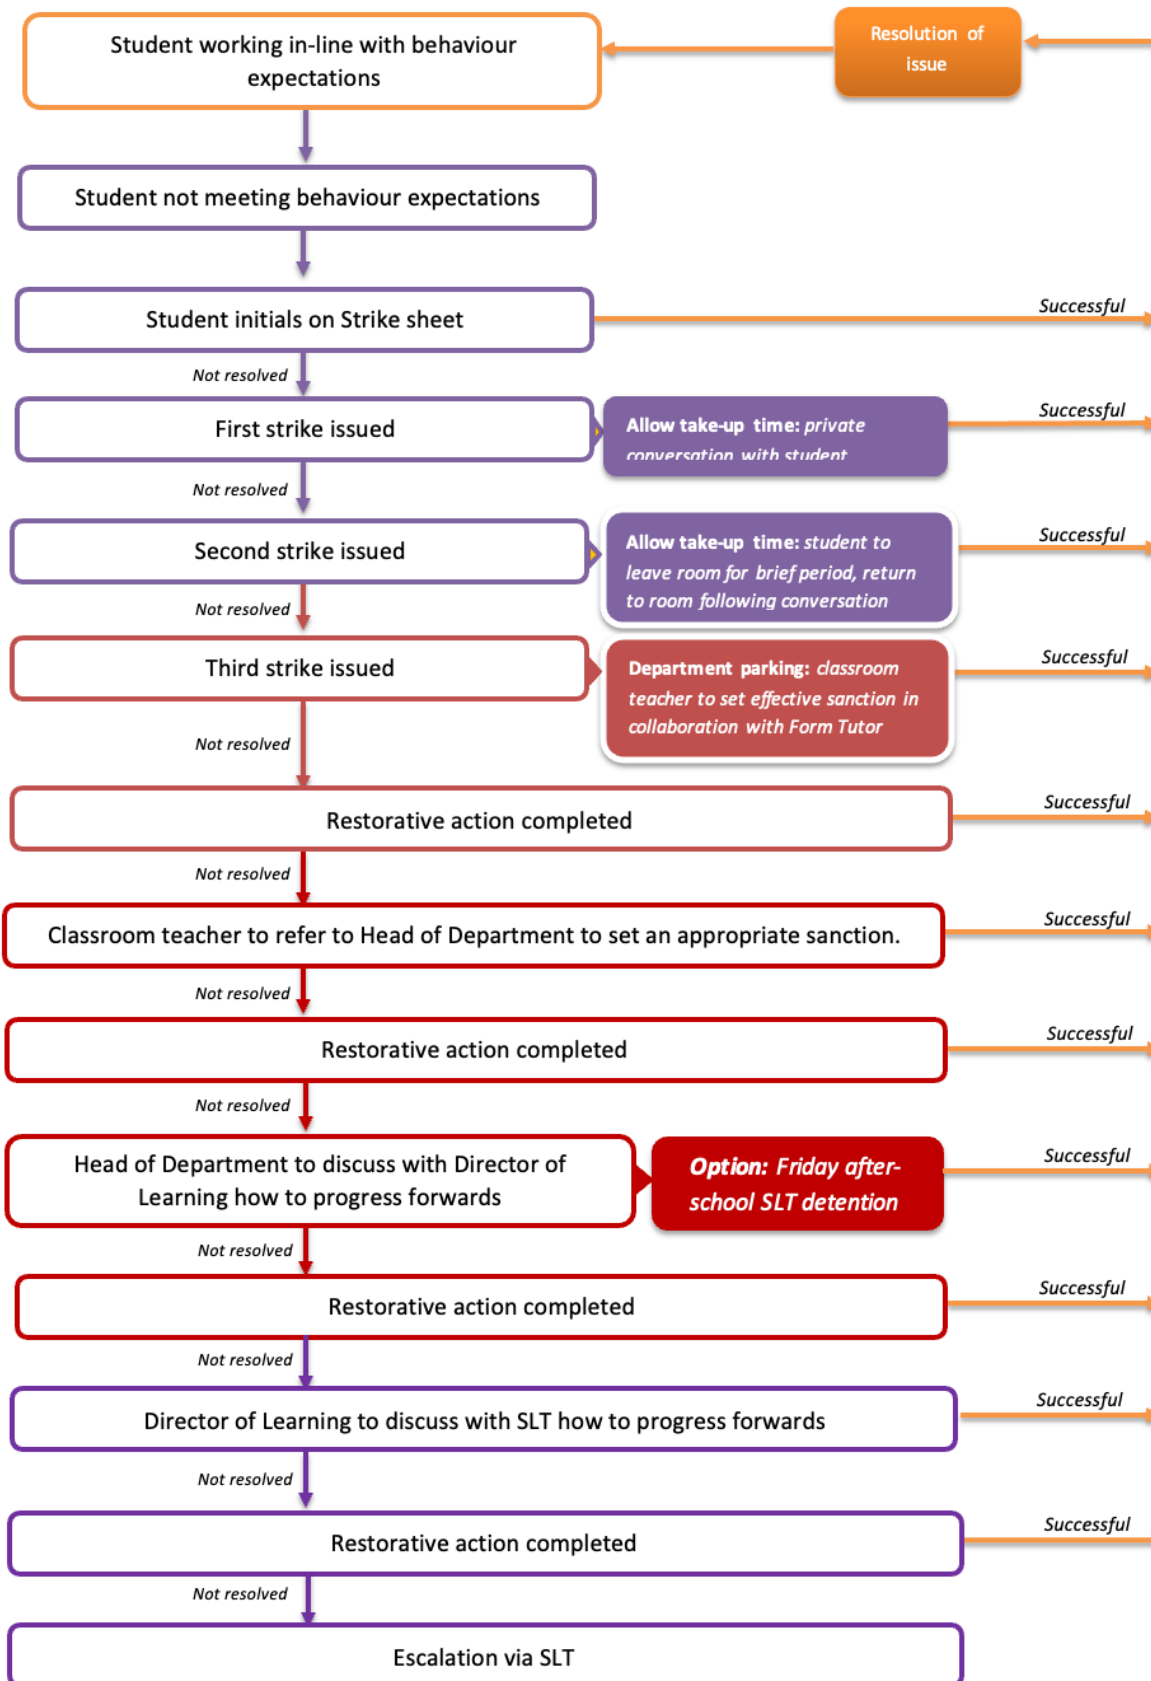 Student working in-line with behaviour
expectations
Resolution of
issue
Student not meeting behaviour expectations
Student initials on Strike sheet
Successful
Not resolved
First strike issued
Allow take-up time: private
conversation with student
Successful
Not resolved
Second strike issued
Allow take-up time: student to
leave room for brief period, return
to room following conversation
Successful
Not resolved
Third strike issued
Department parking: classroom
teacher to set effective sanction in
collaboration with Form Tutor
Successful
Not resolved
Restorative action completed
Successful
Not resolved
Classroom teacher to refer to Head of Department to set an appropriate sanction.
Successful
Not resolved
Restorative action completed
Successful
Not resolved
Head of Department to discuss with Director of
Learning how to progress forwards
Option: Friday after-
school SLT detention
Successful
Not resolved
Restorative action completed
Successful
Not resolved
Director of Learning to discuss with SLT how to progress forwards
Successful
Not resolved
Restorative action completed
Successful
Not resolved
Escalation via SLT